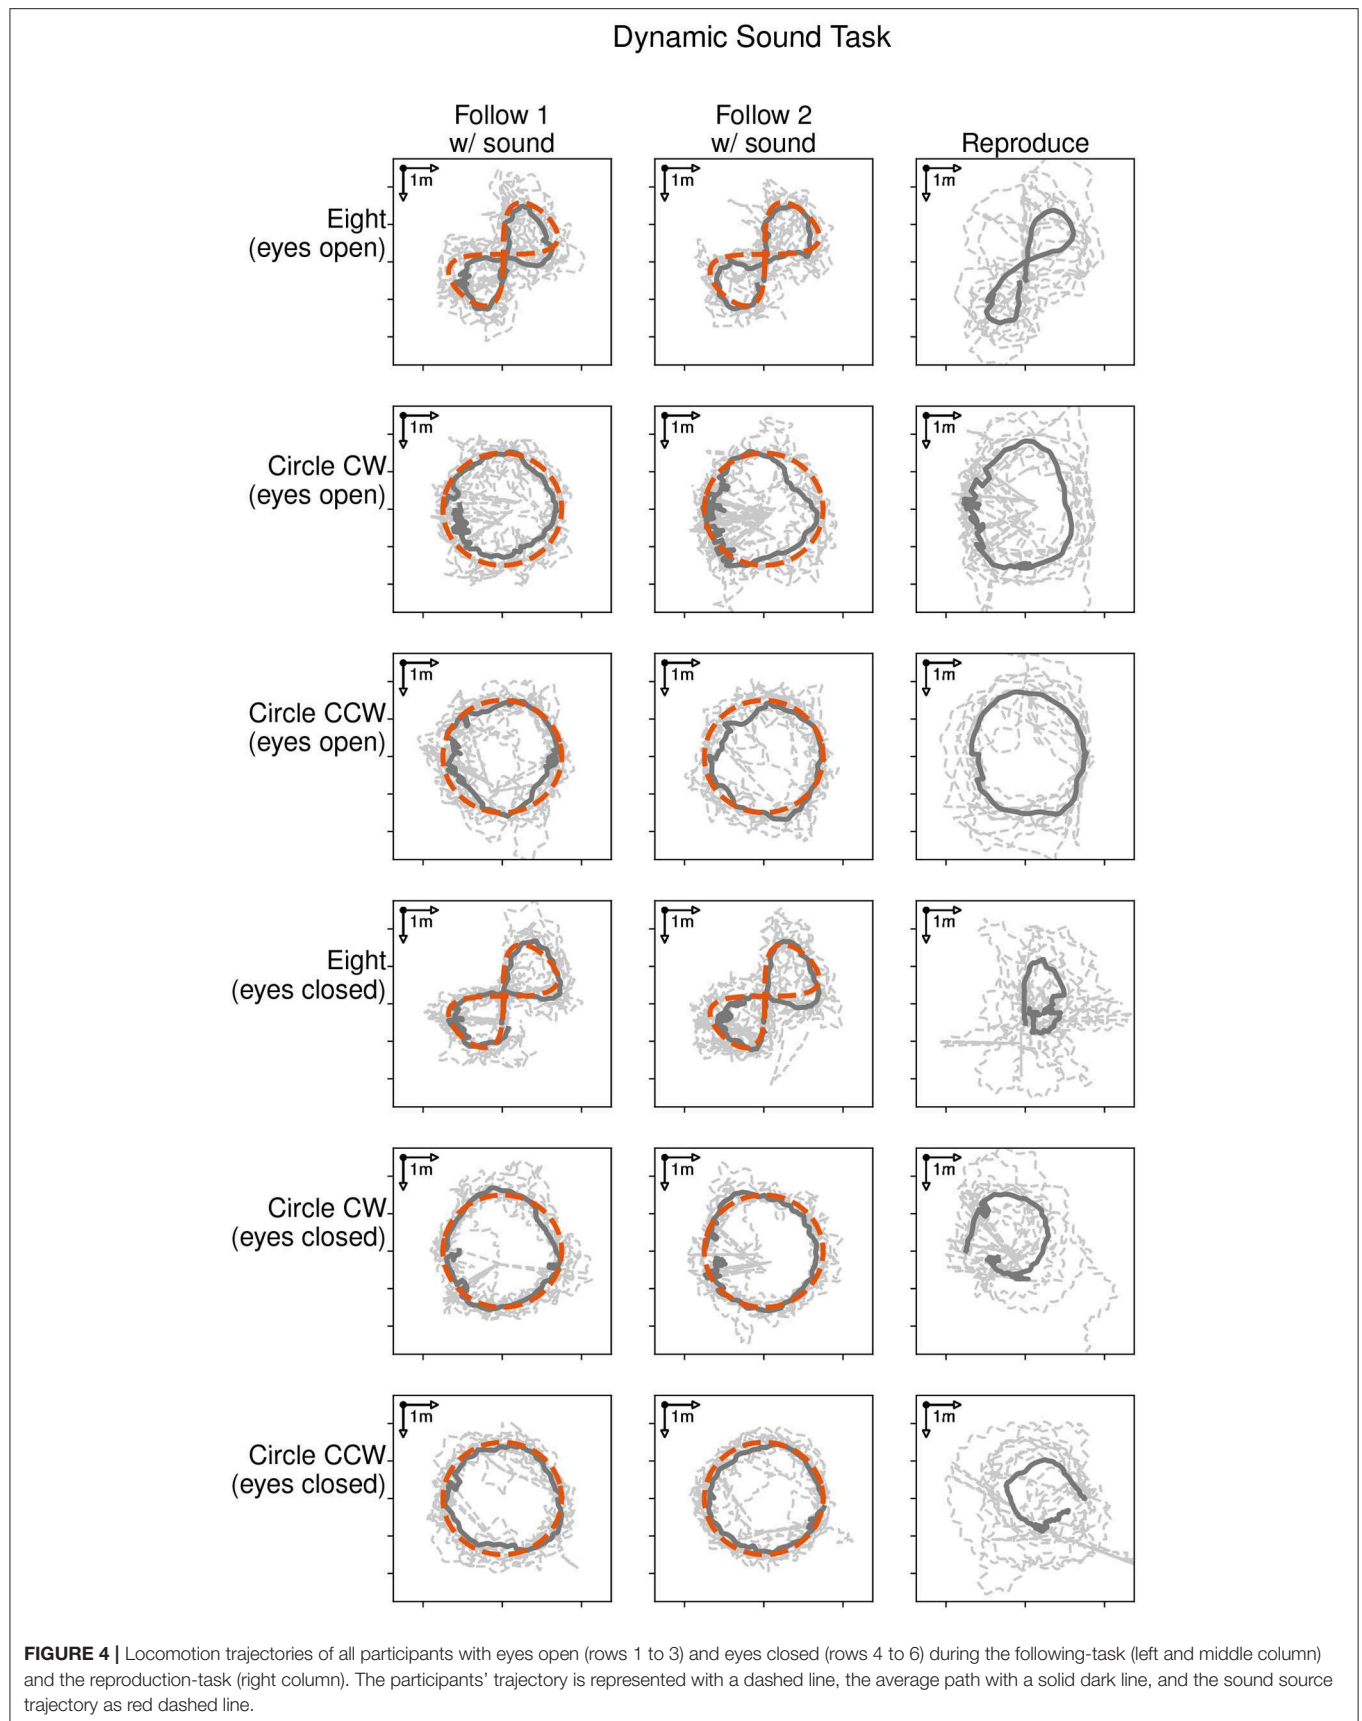 Dynamic Sound Task
Follow 1
w/ sound
Follow 2
w/ sound
Reproduce
Eight
(eyes open)
1m
1m
1m
Circle CW
(eyes open)
1m
1m
1m
Circle CCW
(eyes open)
1m
1m
1m
Eight
(eyes closed)
1m
1m
1m
Circle CW
(eyes closed)
1m
1m
1m
Circle CCW
(eyes closed)
1m
1m
1m
FIGURE 4 | Locomotion trajectories of all participants with eyes open (rows 1 to 3) and eyes closed (rows 4 to 6) during the following-task (left and middle column)
and the reproduction-task (right column). The participants' trajectory is represented with a dashed line, the average path with a solid dark line, and the sound source
trajectory as red dashed line.